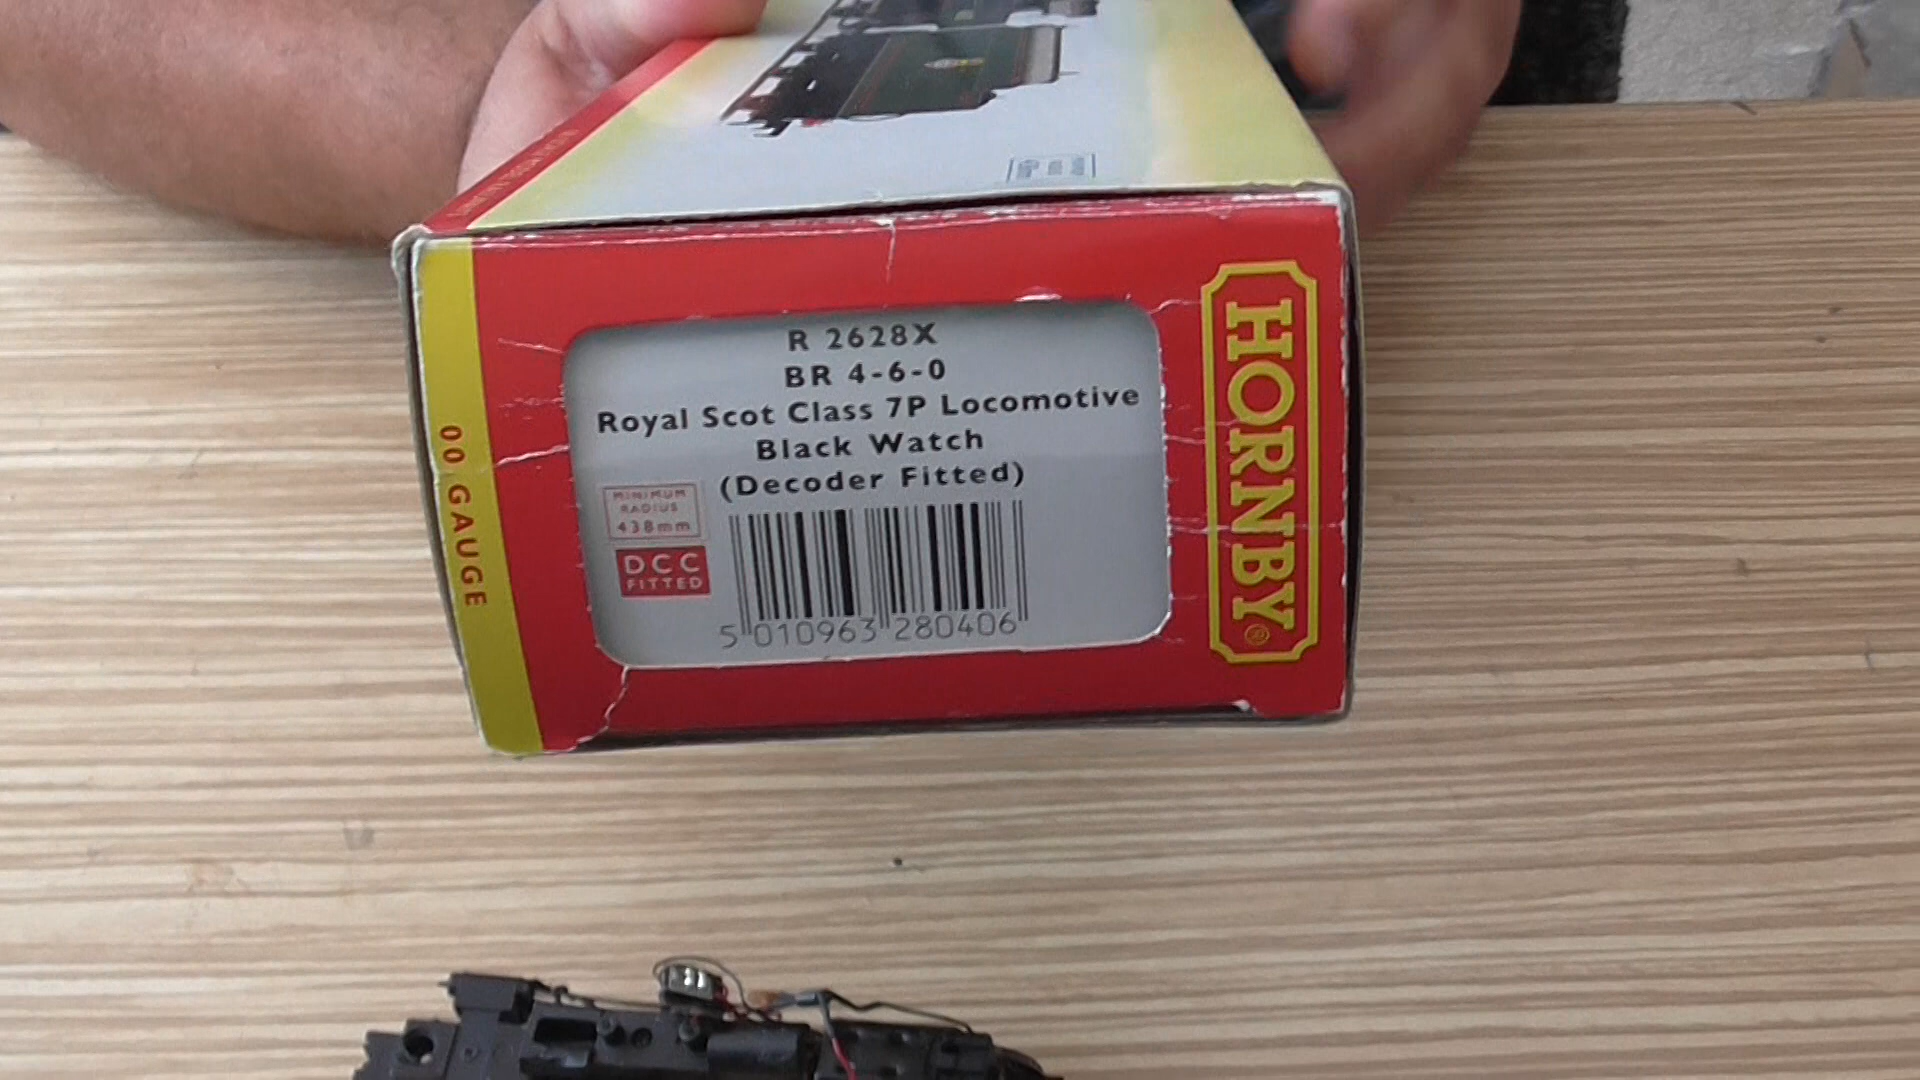 R 2628X
BR 4-6-0
Royal Scot Class 7P Locomotive
Black Watch
(Decoder Fitted)
MINIMUM
RADIUS
438mm
DCC
FITTED
5 010963 280406
00 GAUGE
HORNBY®